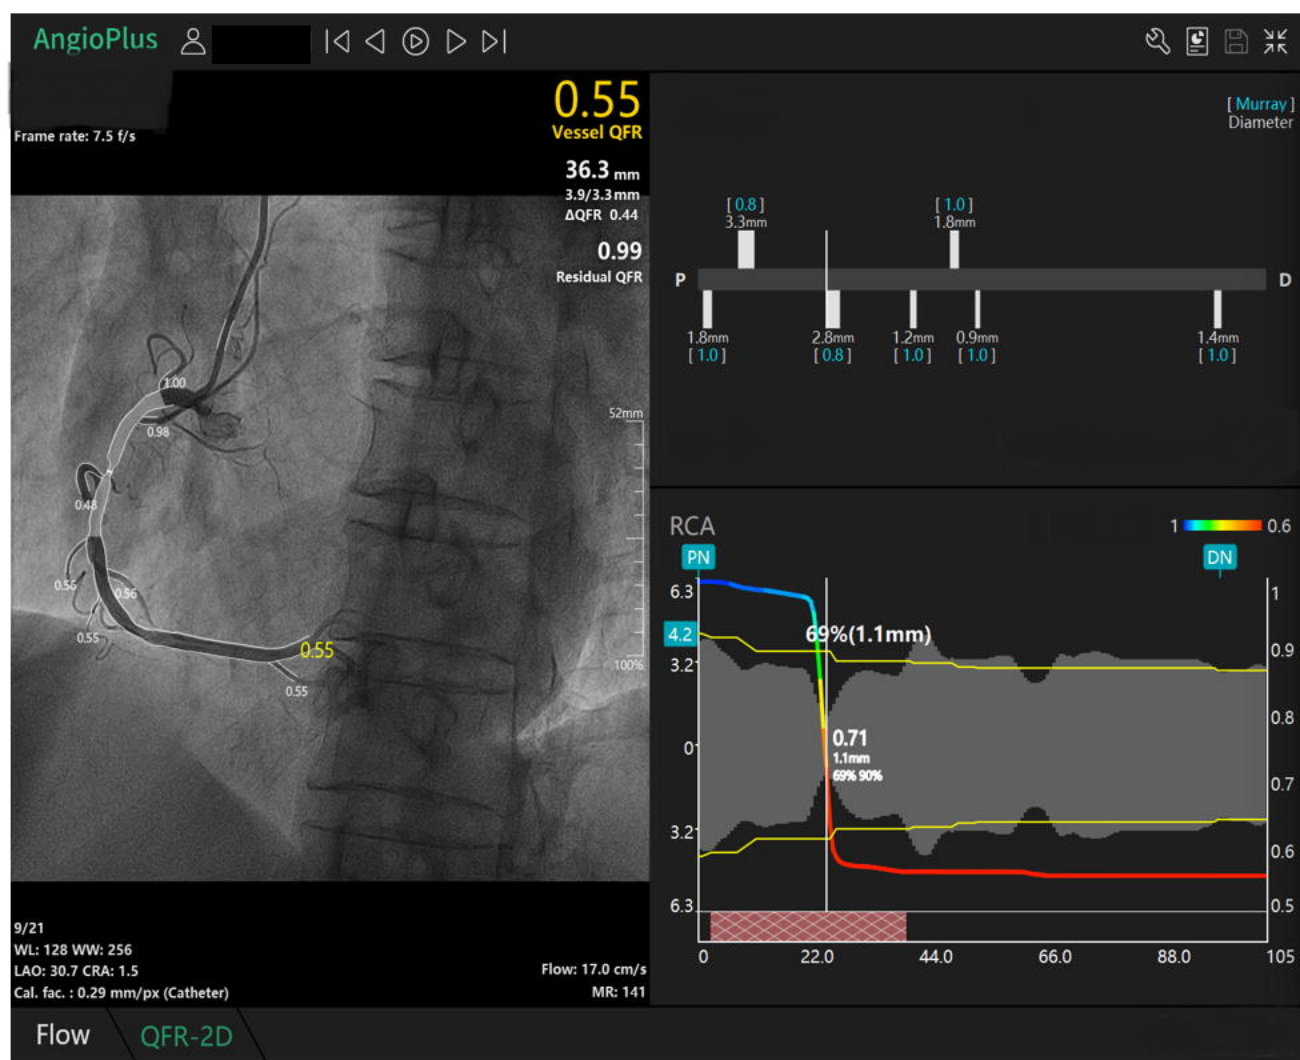 AngioPlus
Frame rate: 7.5 f/s
0.55
Vessel QFR
36.3 mm
3.9/3.3mm
ΔQFR 0.44
0.99
Residual QFR
1.00
0.98
0.48
0.56
0.56
0.55
0.55
0.55
52mm
100%
9/21
WL: 128 WW: 256
LAO: 30.7 CRA: 1.5
Cal. fac. : 0.29 mm/px (Catheter)
Flow: 17.0 cm/s
MR: 141
[ Murray ]
Diameter
[ 0.8 ] [ 1.0 ]
3.3mm 1.8mm
P D
1.8mm 2.8mm 1.2mm 0.9mm 1.4mm
[ 1.0 ] [ 0.8 ] [ 1.0 ] [ 1.0 ] [ 1.0 ]
RCA
1 0.6
PN DN
6.3 1
4.2 69%(1.1mm)
0.9
3.2
0.8
0 0.71
1.1mm
69% 90%
0.7
3.2
0.6
6.3 0.5
0 22.0 44.0 66.0 88.0 105
Flow QFR-2D